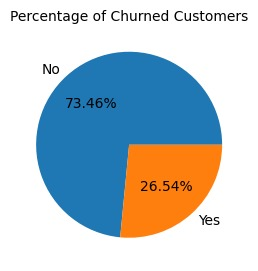 Percentage of Churned Customers
No
73.46%
26.54%
Yes